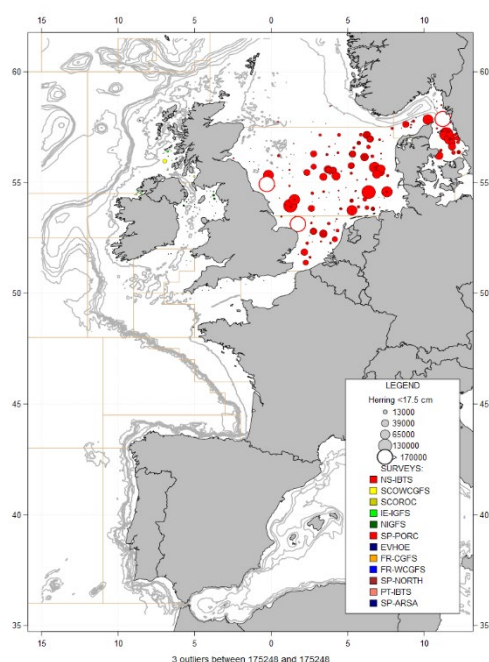 15 10 5 0 5 10
60 60
55 55
50 50
45 45
40 40
35 35
LEGEND
Herring <17.5 cm
13000
39000
65000
130000
> 170000
SURVEYS:
NS-IBTS
SCOWCGFS
SCOROC
IE-IGFS
NIGFS
SP-PORC
EVHOE
FR-CGFS
FR-WCGFS
SP-NORTH
PT-IBTS
SP-ARSA
15 10 5 0 5 10
3 outliers between 175248 and 175248